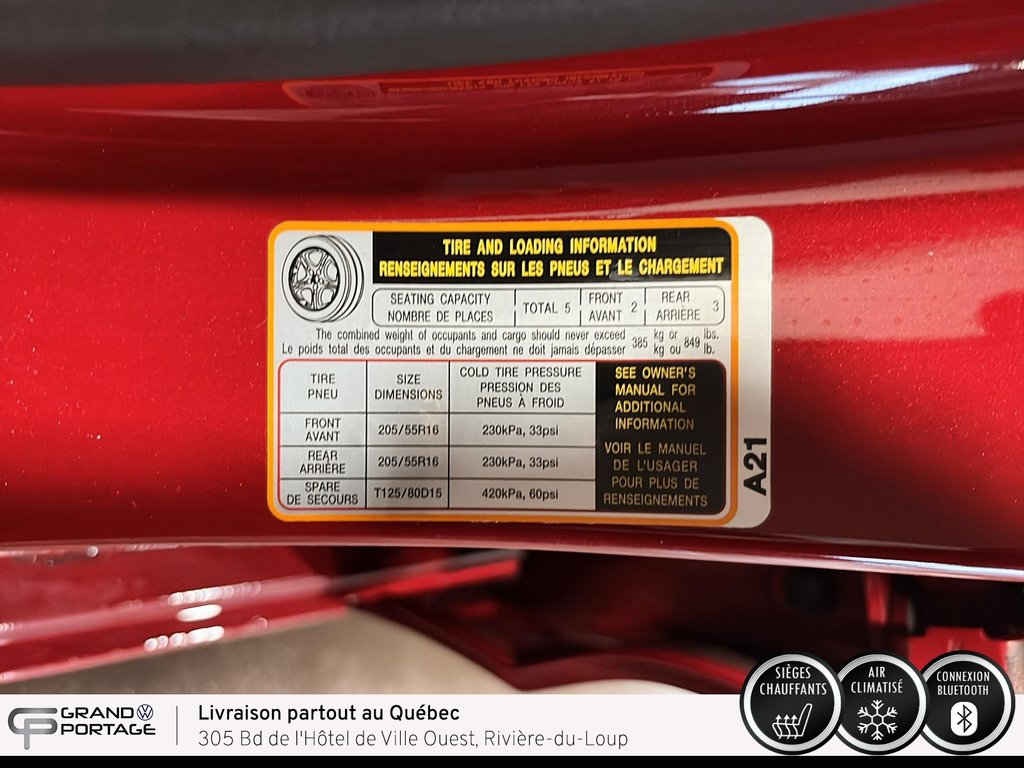 TIRE AND LOADING INFORMATION
RENSEIGNEMENTS SUR LES PNEUS ET LE CHARGEMENT
SEATING CAPACITY
NOMBRE DE PLACES
TOTAL 5
FRONT
AVANT 2
REAR
ARRIÈRE 3
The combined weight of occupants and cargo should never exceed 385 kg or 849 lbs.
Le poids total des occupants et du chargement ne doit jamais dépasser 385 kg ou 849 lb.
TIRE
PNEU
SIZE
DIMENSIONS
COLD TIRE PRESSURE
PRESSION DES
PNEUS À FROID
FRONT
AVANT
205/55R16
230kPa, 33psi
REAR
ARRIÈRE
205/55R16
230kPa, 33psi
SPARE
DE SECOURS
T125/80D15
420kPa, 60psi
SEE OWNER'S
MANUAL FOR
ADDITIONAL
INFORMATION
VOIR LE MANUEL
DE L'USAGER
POUR PLUS DE
RENSEIGNEMENTS
A21
GRAND
PORTAGE
Livraison partout au Québec
305 Bd de l'Hôtel de Ville Ouest, Rivière-du-Loup
SIÈGES
CHAUFFANTS
AIR
CLIMATISÉ
CONNEXION
BLUETOOTH